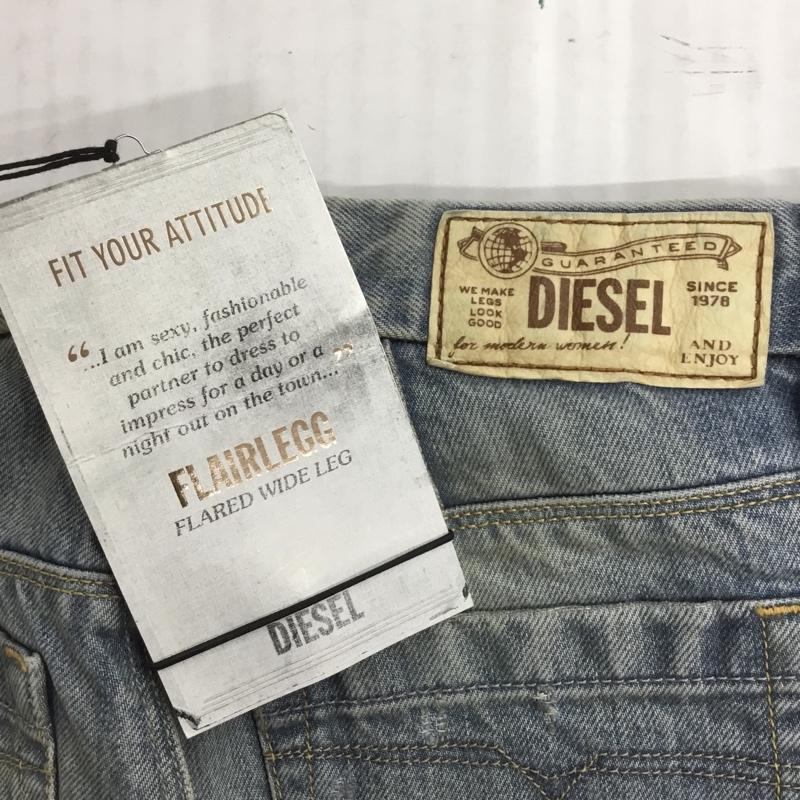 FIT YOUR ATTITUDE
“...I am sexy, fashionable
and chic, the perfect
partner to dress to
impress for a day or a
night out on the town...”
FLAIRLEGG
FLARED WIDE LEG
DIESEL
GUARANTEED
WE MAKE
LEGS
LOOK
GOOD
DIESEL
SINCE
1978
for modern women!
AND
ENJOY